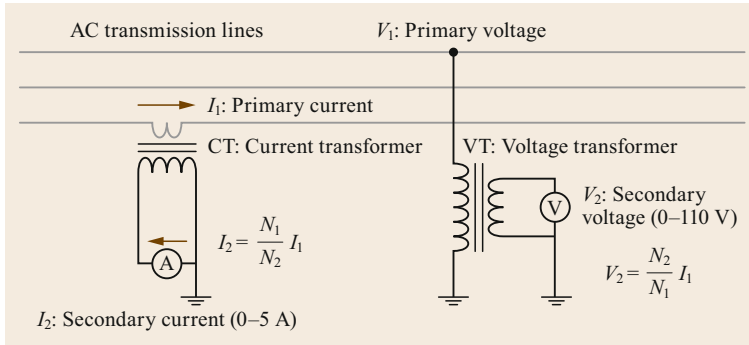 AC transmission lines
V₁: Primary voltage
I₁: Primary current
CT: Current transformer
VT: Voltage transformer
V₂: Secondary
voltage (0–110 V)
V
I₂ = N₁/N₂ I₁
A
V₂ = N₂/N₁ I₁
I₂: Secondary current (0–5 A)